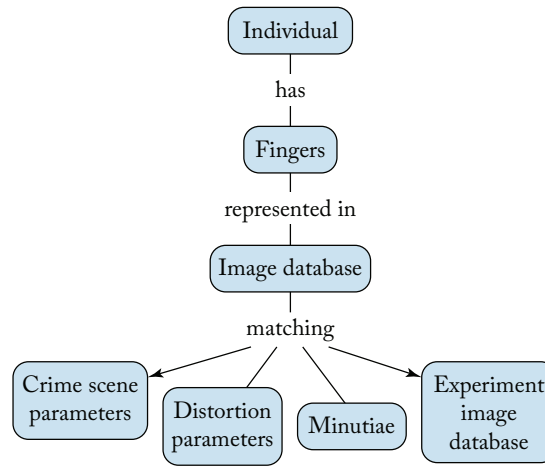 Individual
has
Fingers
represented in
Image database
matching
Crime scene
parameters
Distortion
parameters
Minutiae
Experiment
image
database